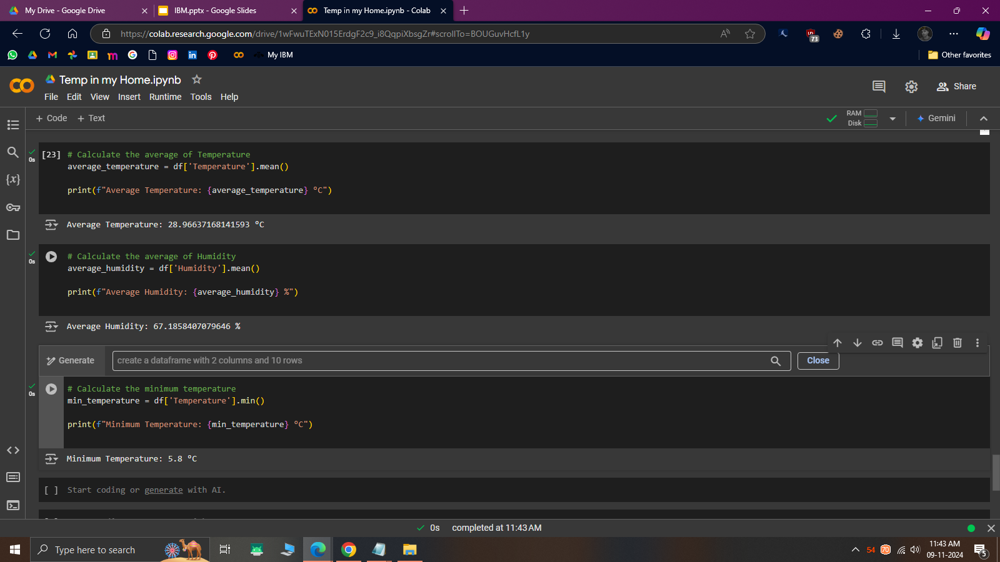 My Drive - Google Drive
IBM.pptx - Google Slides
Temp in my Home.ipynb - Colab
https://colab.research.google.com/drive/1wFwuTExN015ErdgF2c9_i8QqpiXbsgZr#scrollTo=BOUGuvHcfL1y
73
My IBM
Other favorites
Temp in my Home.ipynb
File Edit View Insert Runtime Tools Help
Share
+ Code + Text
RAM
Disk
Gemini
[23] # Calculate the average of Temperature
0s
average_temperature = df['Temperature'].mean()
print(f"Average Temperature: {average_temperature} °C")
Average Temperature: 28.96637168141593 °C
# Calculate the average of Humidity
0s
average_humidity = df['Humidity'].mean()
print(f"Average Humidity: {average_humidity} %")
Average Humidity: 67.1858407079646 %
Generate
create a dataframe with 2 columns and 10 rows
Close
# Calculate the minimum temperature
0s
min_temperature = df['Temperature'].min()
print(f"Minimum Temperature: {min_temperature} °C")
Minimum Temperature: 5.8 °C
[ ] Start coding or generate with AI.
0s completed at 11:43 AM
Type here to search
54
70
11:43 AM
09-11-2024
5